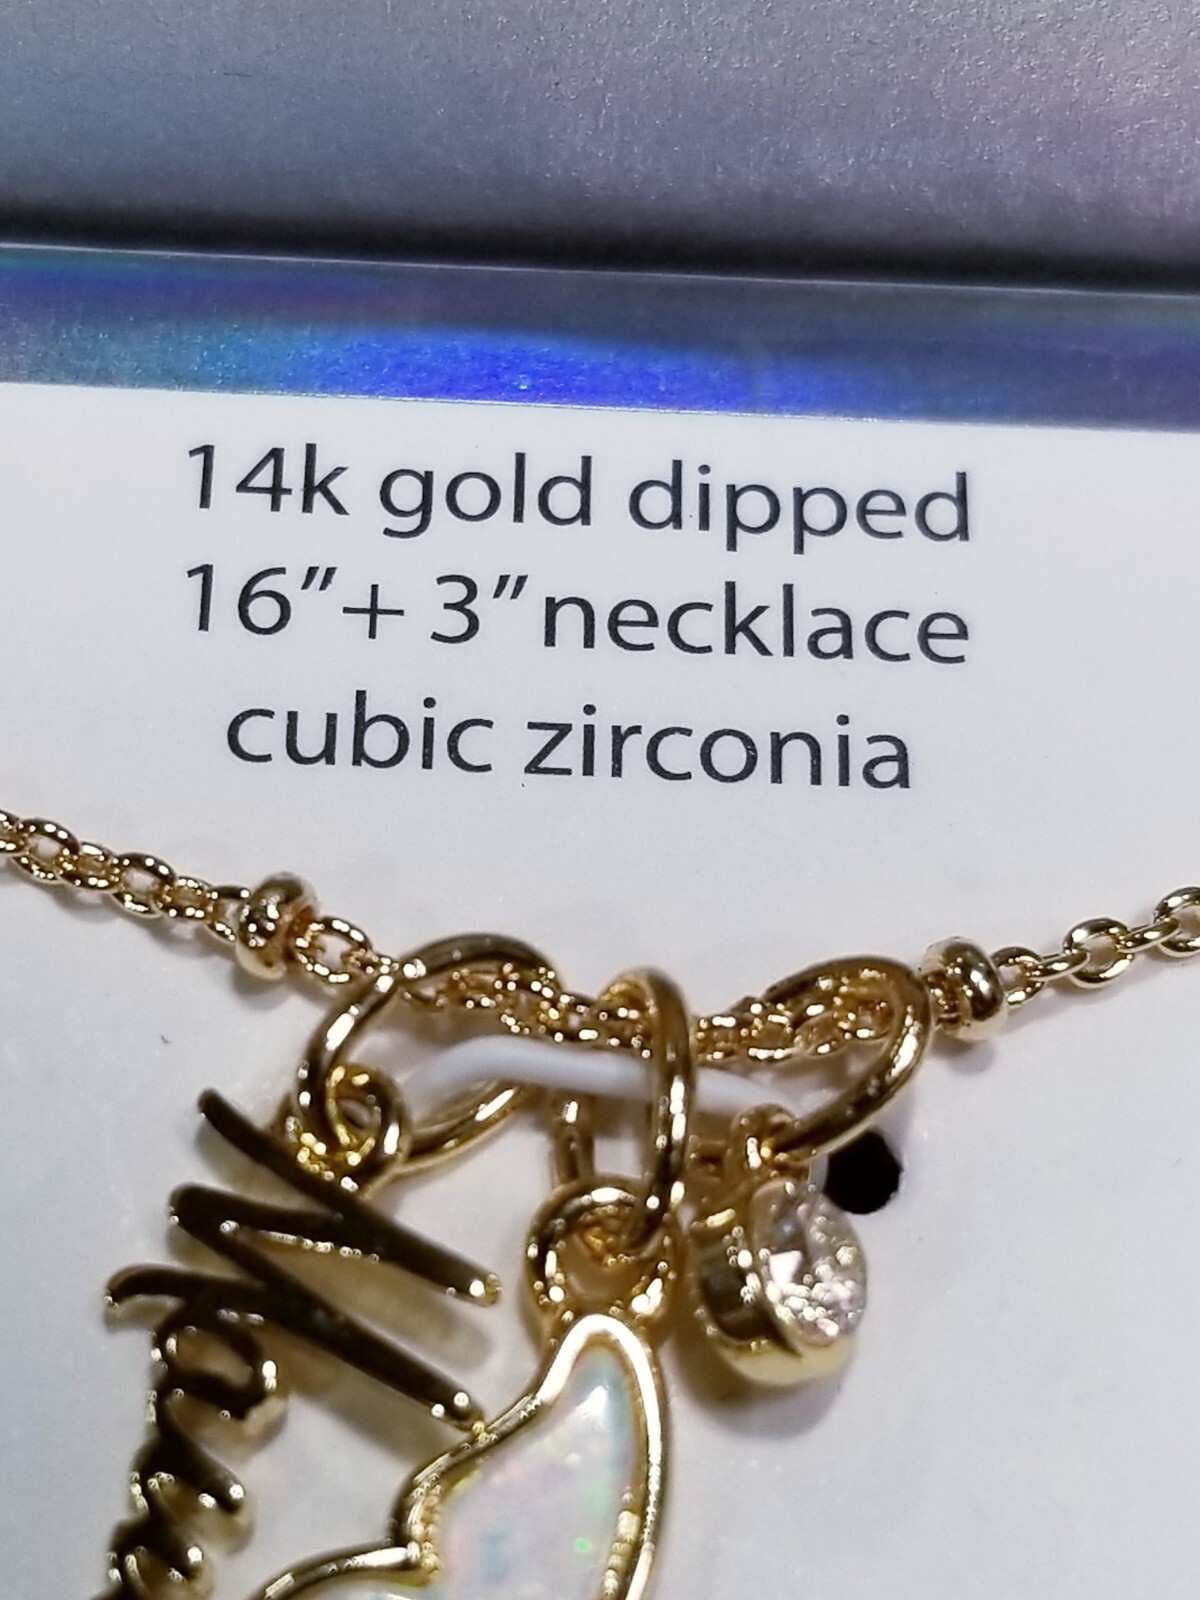 14k gold dipped
16"+ 3" necklace
cubic zirconia